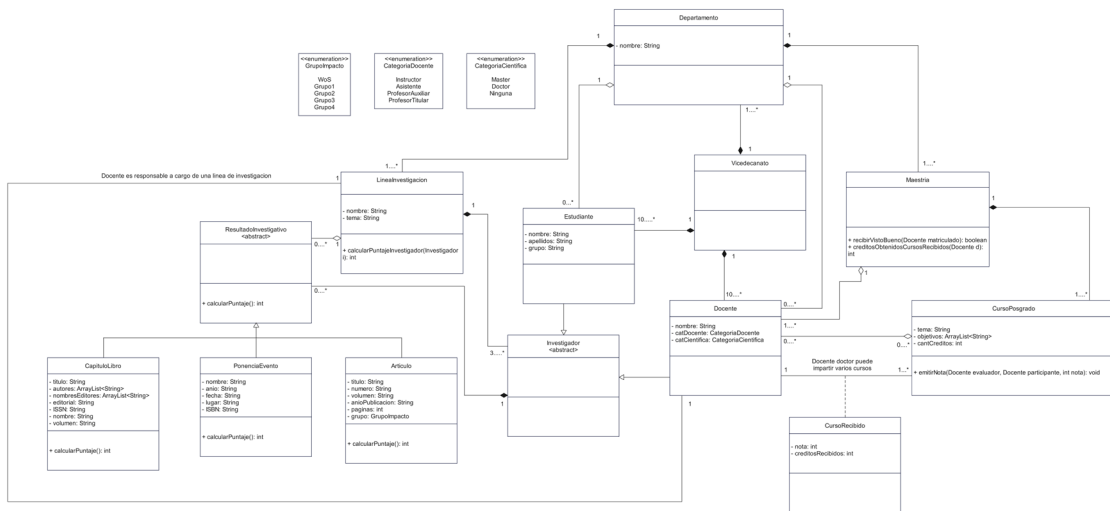 Departamento
- nombre: String
<<enumeration>>
GrupoImpacto
WoS
Grupo1
Grupo2
Grupo3
Grupo4
<<enumeration>>
CategoriaDocente
Instructor
Asistente
ProfesorAuxiliar
ProfesorTitular
<<enumeration>>
CategoriaCientifica
Master
Doctor
Ninguna
1
1
1
1
1....*
1....*
1....*
1
Docente es responsable a cargo de una linea de investigacion
1
LineaInvestigacion
- nombre: String
- tema: String
+ calcularPuntajeInvestigador(Investigador
i): int
1
Vicedecanato
1
1
Maestria
+ recibirVistoBueno(Docente matriculado): boolean
+ creditosObtenidosCursosRecibidos(Docente d):
int
1
1
0...*
Estudiante
- nombre: String
- apellidos: String
- grupo: String
10.....*
ResultadoInvestigativo
<abstract>
+ calcularPuntaje(): int
0....*
1
0....*
10....*
0...*
Docente
- nombre: String
- catDocente: CategoriaDocente
- catCientifica: CategoriaCientifica
1...*
0...*
0...*
1....*
CursoPosgrado
- tema: String
- objetivos: ArrayList<String>
- cantCreditos: int
+ emitirNota(Docente evaluador, Docente participante, int nota): void
Docente doctor puede
impartir varios cursos
1
1...*
Investigador
<abstract>
3....*
1
1
CapituloLibro
- titulo: String
- autores: ArrayList<String>
- nombresEditores: ArrayList<String>
- editorial: String
- ISSN: String
- nombre: String
- volumen: String
+ calcularPuntaje(): int
PonenciaEvento
- nombre: String
- anio: String
- fecha: String
- lugar: String
- ISBN: String
+ calcularPuntaje(): int
Articulo
- titulo: String
- numero: String
- volumen: String
- anioPublicacion: String
- paginas: int
- grupo: GrupoImpacto
+ calcularPuntaje(): int
CursoRecibido
- nota: int
- creditosRecibidos: int